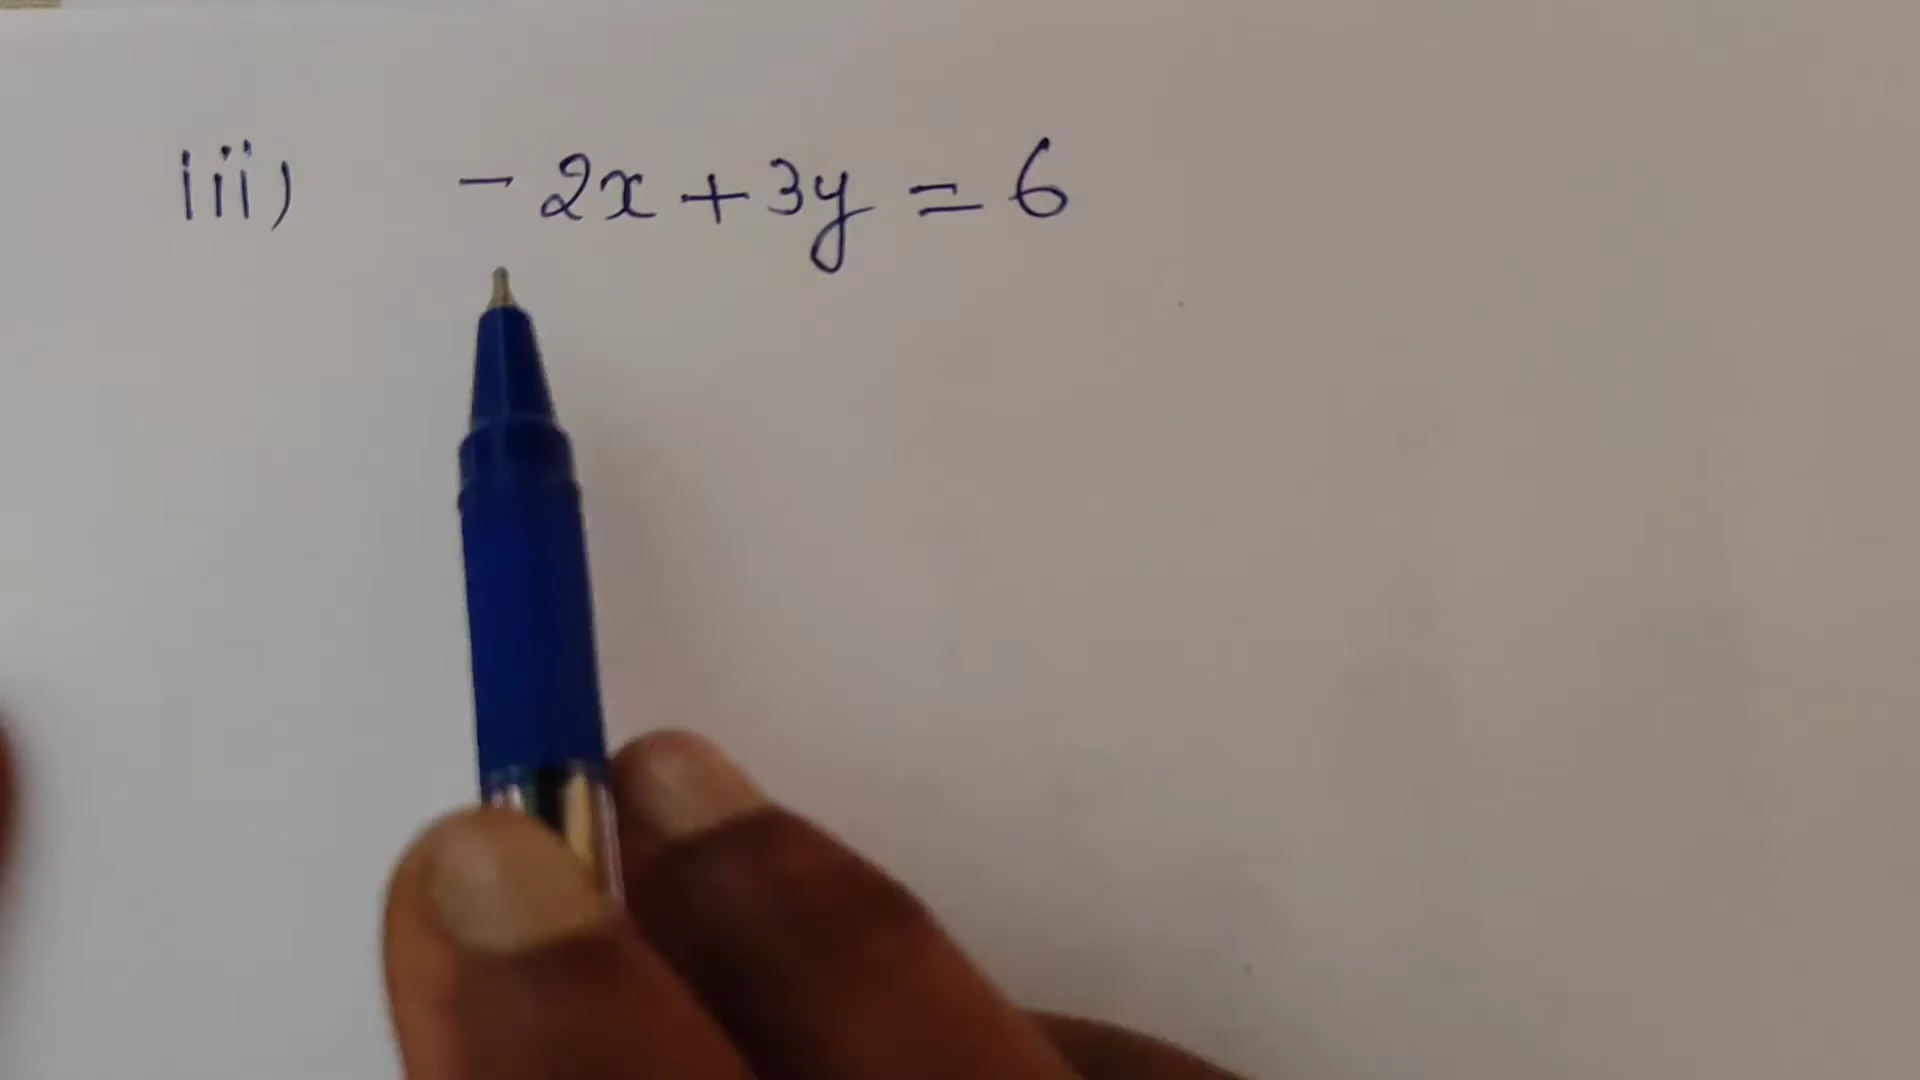 iii) - 2x + 3y = 6